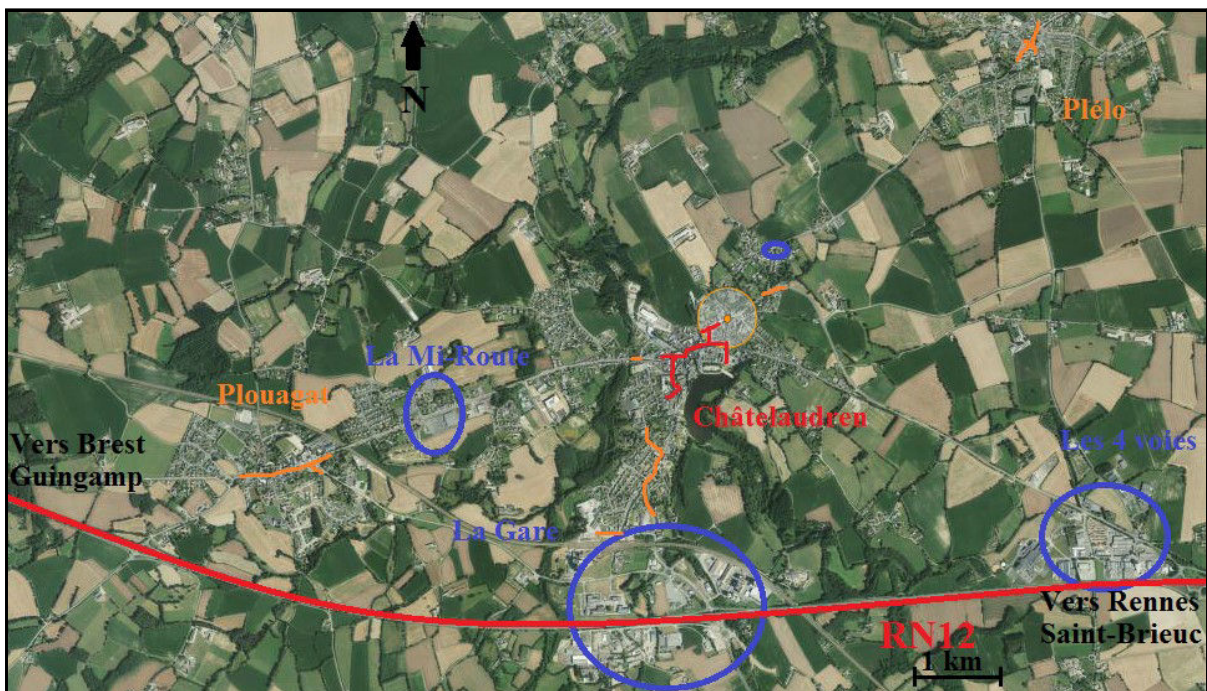 N
Plélo
La Mi-Route
Plouagat
Châtelaudren
Vers Brest
Guingamp
Les 4 voies
La Gare
Vers Rennes
Saint-Brieuc
RN12
1 km